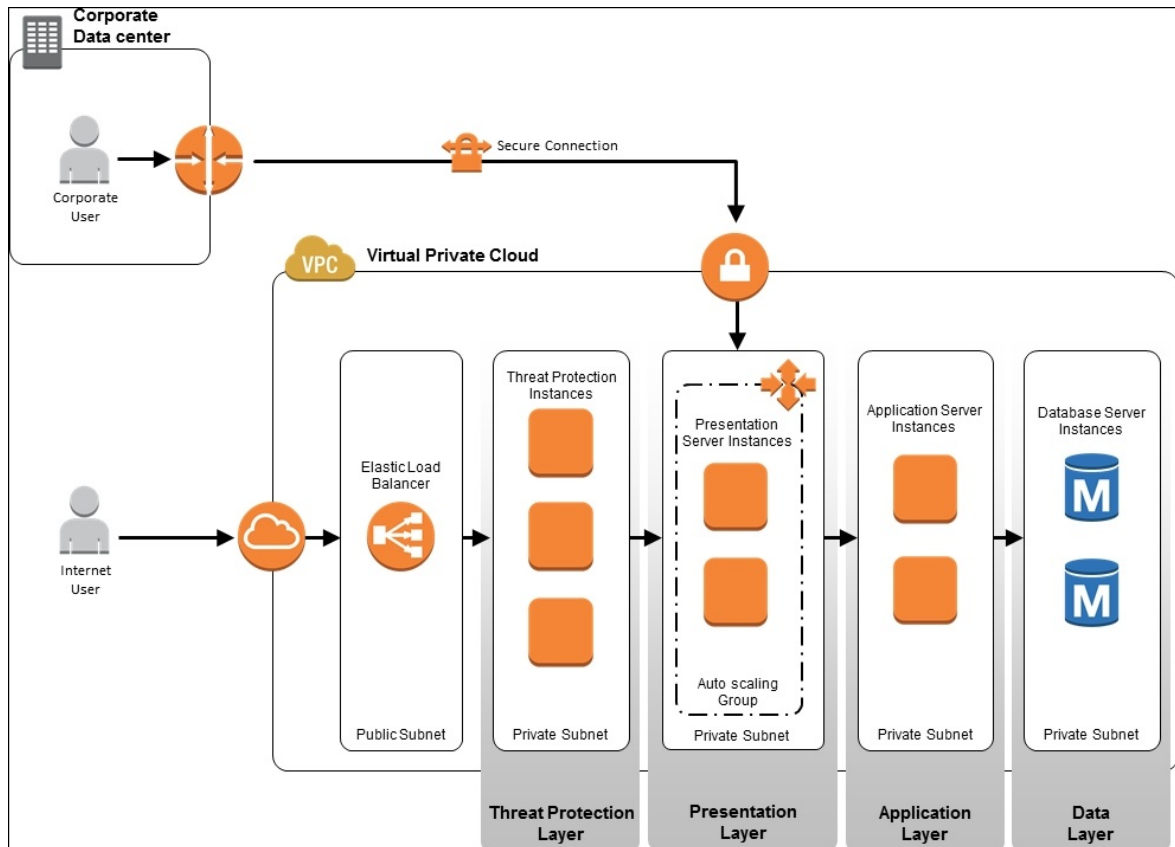 Corporate
Data center
Corporate
User
Secure Connection
VPC
Virtual Private Cloud
Internet
User
Elastic Load
Balancer
Public Subnet
Threat Protection
Instances
Private Subnet
Presentation
Server Instances
Auto scaling
Group
Private Subnet
Application Server
Instances
Private Subnet
Database Server
Instances
M
M
Private Subnet
Threat Protection
Layer
Presentation
Layer
Application
Layer
Data
Layer